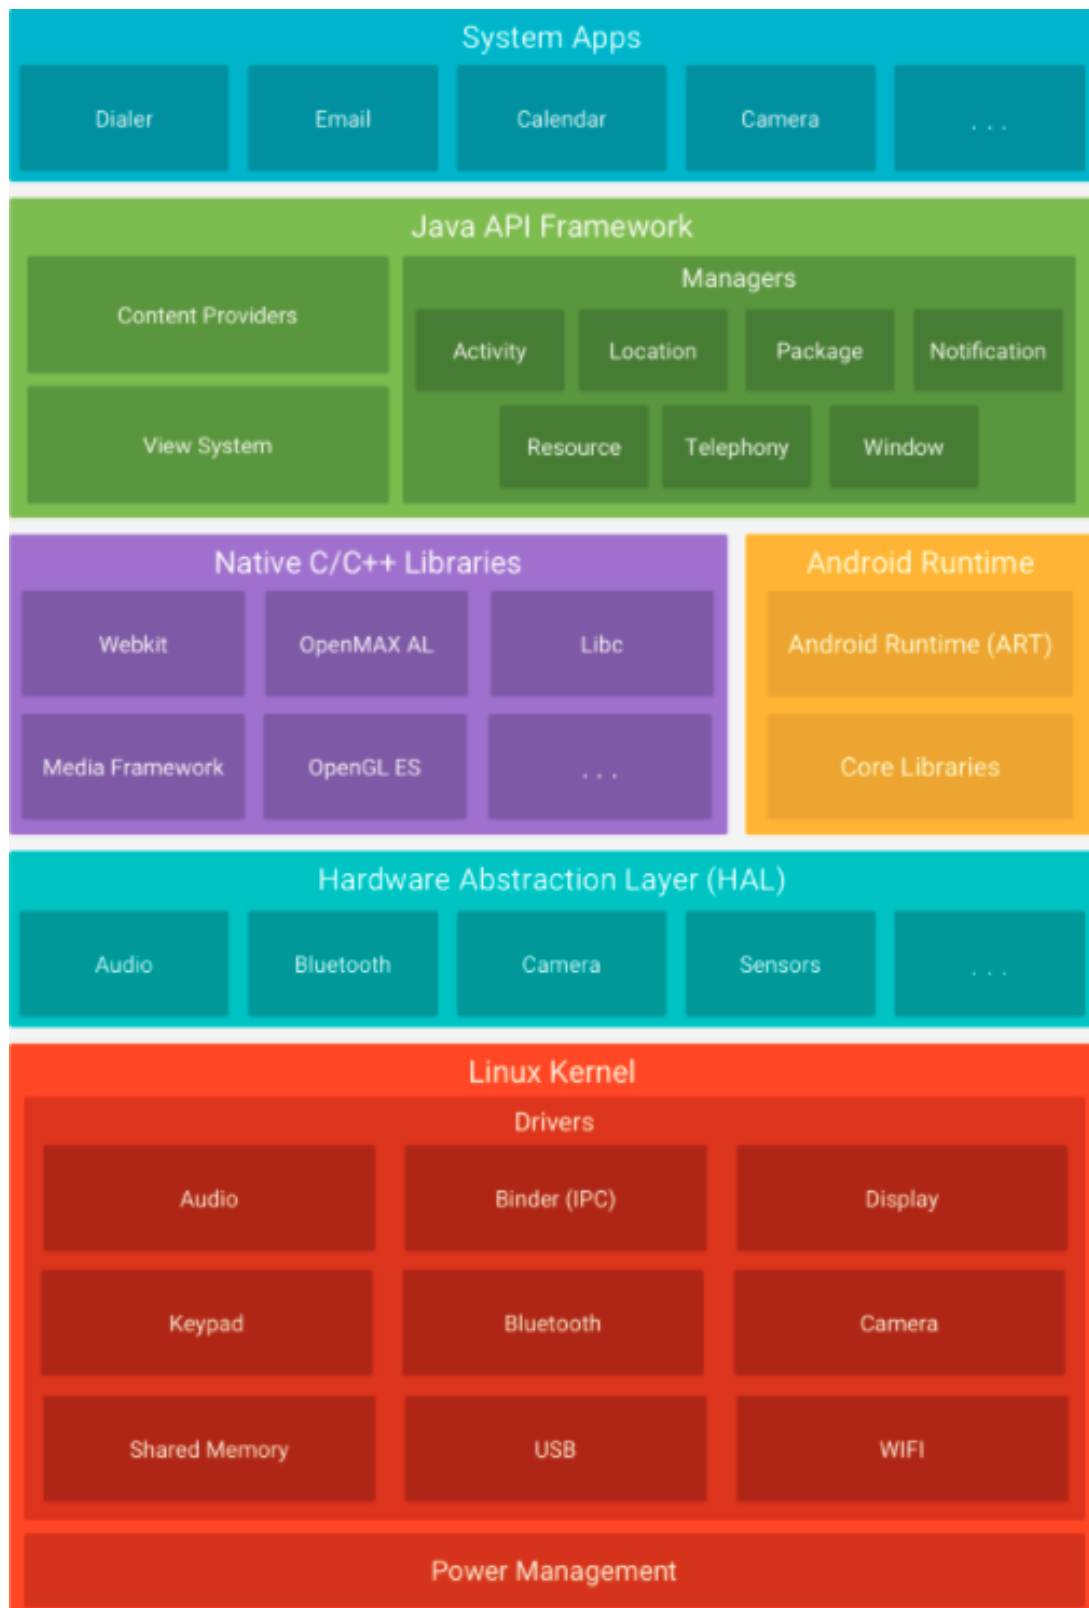 System Apps
Dialer Email Calendar Camera . . .
Java API Framework
Content Providers
View System
Managers
Activity Location Package Notification
Resource Telephony Window
Native C/C++ Libraries
Webkit OpenMAX AL Libc
Media Framework OpenGL ES . . .
Android Runtime
Android Runtime (ART)
Core Libraries
Hardware Abstraction Layer (HAL)
Audio Bluetooth Camera Sensors . . .
Linux Kernel
Drivers
Audio Binder (IPC) Display
Keypad Bluetooth Camera
Shared Memory USB WIFI
Power Management